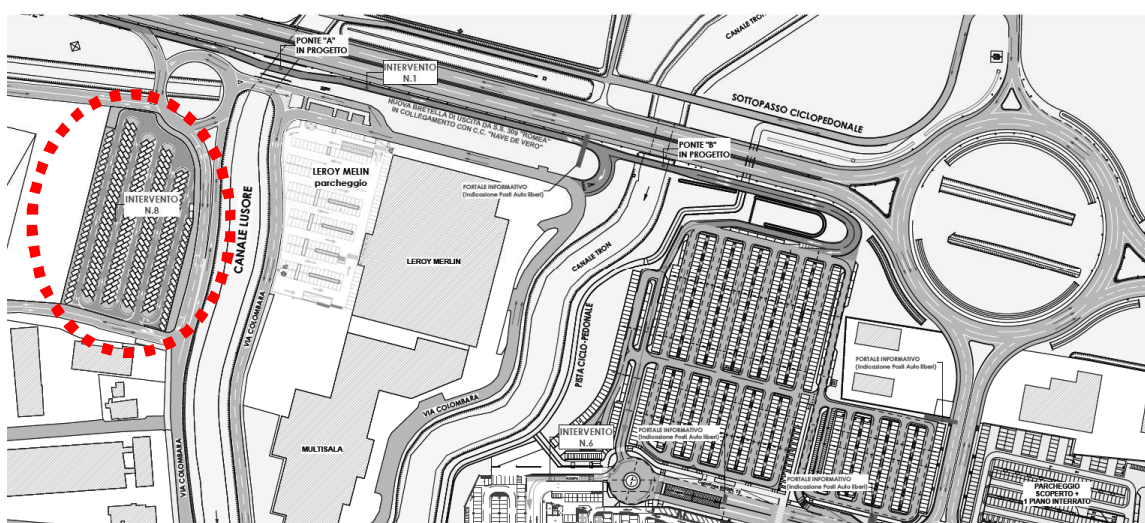 PONTE "A"
IN PROGETTO
INTERVENTO
N.1
CANALE TRON
SOTTOPASSO CICLOPEDONALE
NUOVA BRETELLA DI USCITA DA S.S. 309 "ROMEA"
IN COLLEGAMENTO CON C.C. "NAVE DE VERO"
PONTE "B"
IN PROGETTO
LEROY MELIN
parcheggio
PORTALE INFORMATIVO
(Indicazione Posti Auto liberi)
INTERVENTO
N.8
CANALE LUSORE
LEROY MERLIN
CANALE TRON
VIA COLOMBARA
PISTA CICLO-PEDONALE
PORTALE INFORMATIVO
(Indicazione Posti Auto liberi)
VIA COLOMBARA
INTERVENTO
N.6
PORTALE INFORMATIVO
(Indicazione Posti Auto liberi)
MULTISALA
VIA COLOMBARA
PORTALE INFORMATIVO
(Indicazione Posti Auto liberi)
PARCHEGGIO
SCOPERTO +
1 PIANO INTERRATO